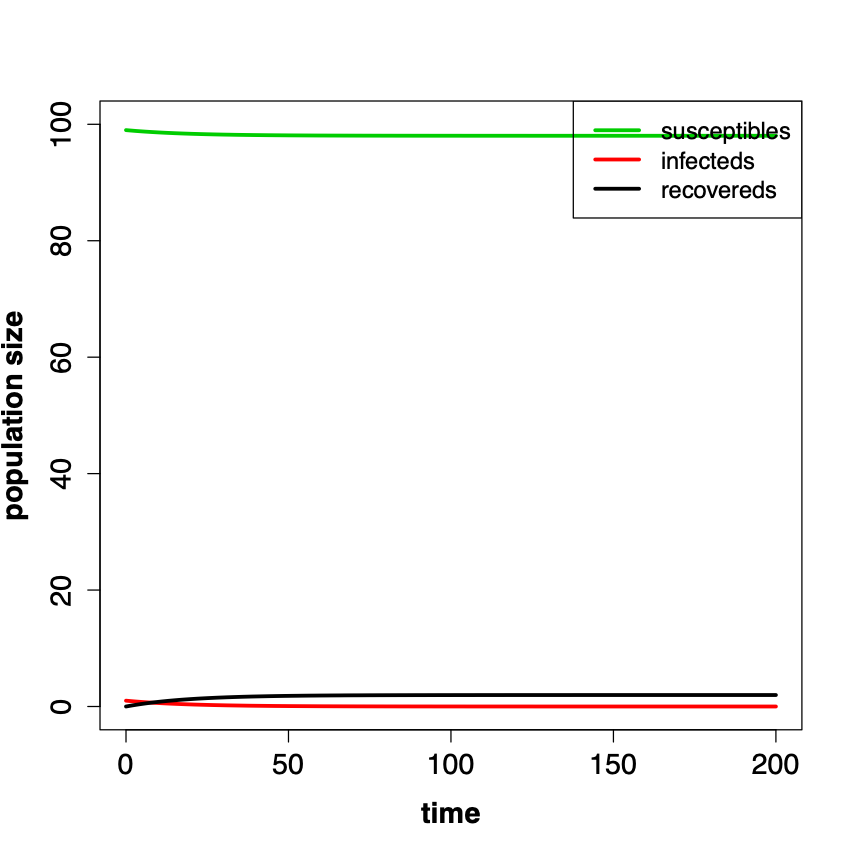 susceptibles
infecteds
recovereds
population size
100
80
60
40
20
0
0 50 100 150 200
time